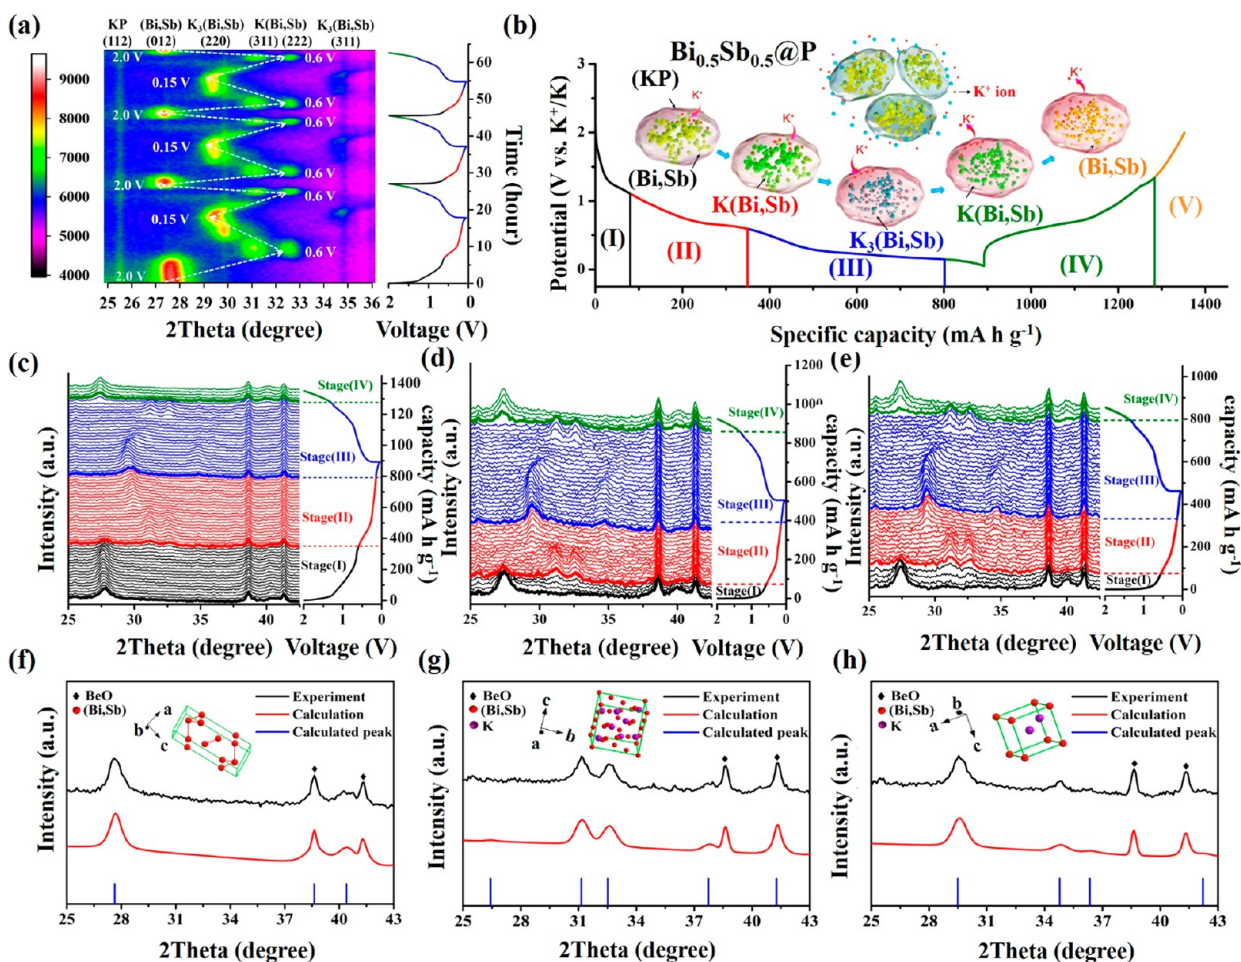 (a)
KP (Bi,Sb) K₃(Bi,Sb) K(Bi,Sb) K₃(Bi,Sb)
(112) (012) (220) (311) (222) (311)
9000
8000
7000
6000
5000
4000
2.0 V
0.6 V
0.15 V
2.0 V
0.6 V
0.6 V
0.15 V
2.0 V
0.6 V
0.6 V
0.15 V
0.6 V
2.0 V
25 26 27 28 29 30 31 32 33 34 35 36
2Theta (degree)
2 1 0
Voltage (V)
60
50
40
30
20
10
0
Time (hour)
(b)
Bi₀.₅Sb₀.₅@P
(KP)
K⁺
(Bi,Sb)
K⁺
K(Bi,Sb)
K⁺ ion
K⁺
K₃(Bi,Sb)
K⁺
K(Bi,Sb)
K⁺
(Bi,Sb)
(I)
(II)
(III)
(IV)
(V)
3
2
1
0
Potential (V vs. K⁺/K)
0 200 400 600 800 1000 1200 1400
Specific capacity (mA h g⁻¹)
(c)
Intensity (a.u.)
Stage(IV)
Stage(III)
Stage(II)
Stage(I)
25 30 35 40 2 1 0
2Theta (degree) Voltage (V)
1400
1200
1000
800
600
400
200
0
capacity (mA h g⁻¹)
(d)
Intensity (a.u.)
Stage(IV)
Stage(III)
Stage(II)
Stage(I)
25 30 35 40 2 1 0
2Theta (degree) Voltage (V)
1200
1000
800
600
400
200
0
capacity (mA h g⁻¹)
(e)
Intensity (a.u.)
Stage(IV)
Stage(III)
Stage(II)
Stage(I)
25 30 35 40 2 1 0
2Theta (degree) Voltage (V)
1000
800
600
400
200
0
capacity (mA h g⁻¹)
(f)
BeO
(Bi,Sb)
a
b
c
Experiment
Calculation
Calculated peak
Intensity (a.u.)
25 28 31 34 37 40 43
2Theta (degree)
(g)
BeO
(Bi,Sb)
K
c
b
a
Experiment
Calculation
Calculated peak
Intensity (a.u.)
25 28 31 34 37 40 43
2Theta (degree)
(h)
BeO
(Bi,Sb)
K
b
a
c
Experiment
Calculation
Calculated peak
Intensity (a.u.)
25 28 31 34 37 40 43
2Theta (degree)